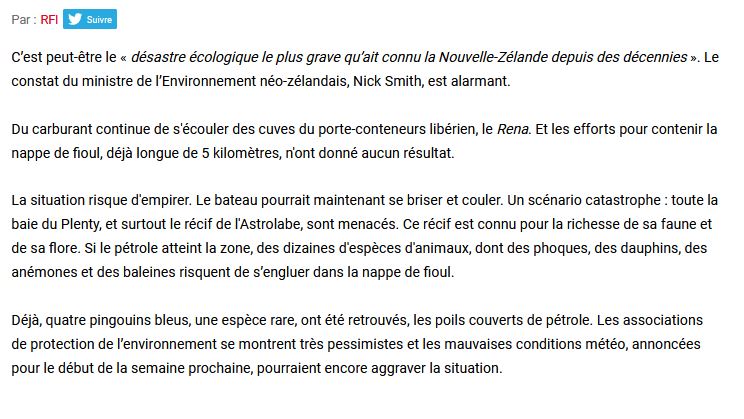 Par : RFI Suivre
C’est peut-être le « désastre écologique le plus grave qu’ait connu la Nouvelle-Zélande depuis des décennies ». Le
constat du ministre de l’Environnement néo-zélandais, Nick Smith, est alarmant.
Du carburant continue de s'écouler des cuves du porte-conteneurs libérien, le Rena. Et les efforts pour contenir la
nappe de fioul, déjà longue de 5 kilomètres, n'ont donné aucun résultat.
La situation risque d'empirer. Le bateau pourrait maintenant se briser et couler. Un scénario catastrophe : toute la
baie du Plenty, et surtout le récif de l'Astrolabe, sont menacés. Ce récif est connu pour la richesse de sa faune et
de sa flore. Si le pétrole atteint la zone, des dizaines d'espèces d'animaux, dont des phoques, des dauphins, des
anémones et des baleines risquent de s’engluer dans la nappe de fioul.
Déjà, quatre pingouins bleus, une espèce rare, ont été retrouvés, les poils couverts de pétrole. Les associations
de protection de l’environnement se montrent très pessimistes et les mauvaises conditions météo, annoncées
pour le début de la semaine prochaine, pourraient encore aggraver la situation.